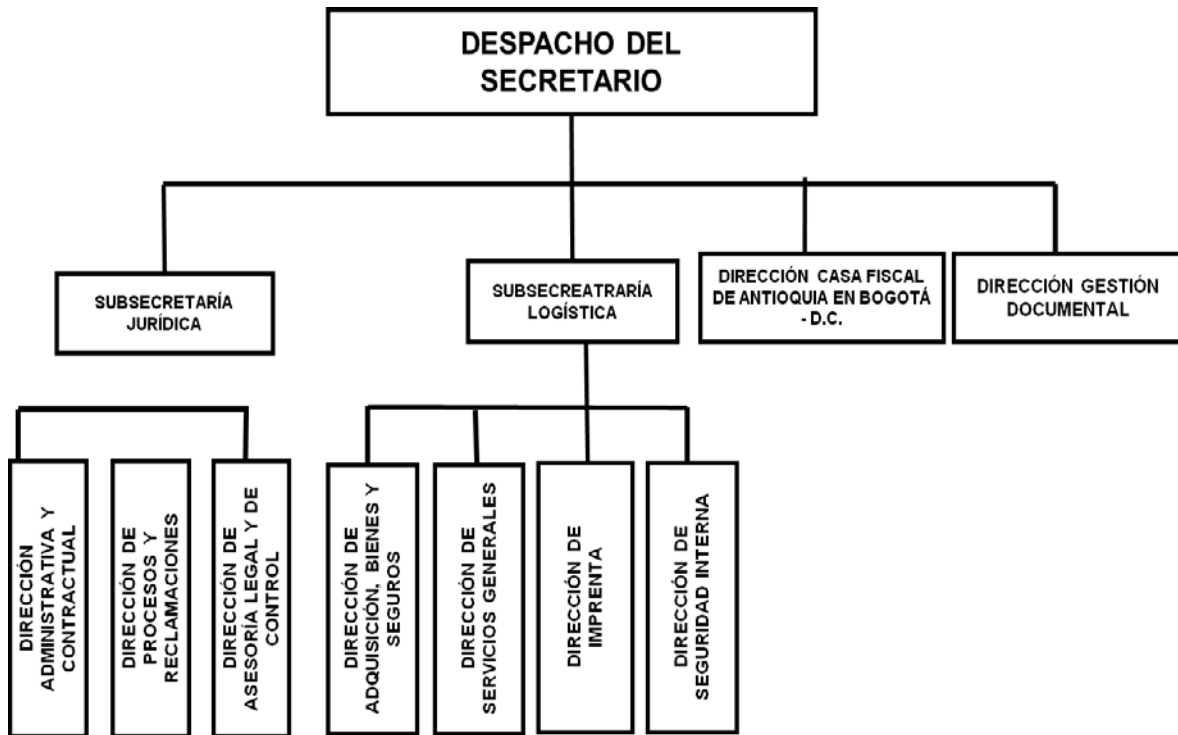 DESPACHO DEL
SECRETARIO
SUBSECRETARÍA
JURÍDICA
SUBSECREATRARÍA
LOGÍSTICA
DIRECCIÓN CASA FISCAL
DE ANTIOQUIA EN BOGOTÁ
- D.C.
DIRECCIÓN GESTIÓN
DOCUMENTAL
DIRECCIÓN
ADMINISTRATIVA Y
CONTRACTUAL
DIRECCIÓN DE
PROCESOS Y
RECLAMACIONES
DIRECCIÓN DE
ASESORÍA LEGAL Y DE
CONTROL
DIRECCIÓN DE
ADQUISICIÓN, BIENES Y
SEGUROS
DIRECCIÓN DE
SERVICIOS GENERALES
DIRECCIÓN DE
IMPRENTA
DIRECCIÓN DE
SEGURIDAD INTERNA